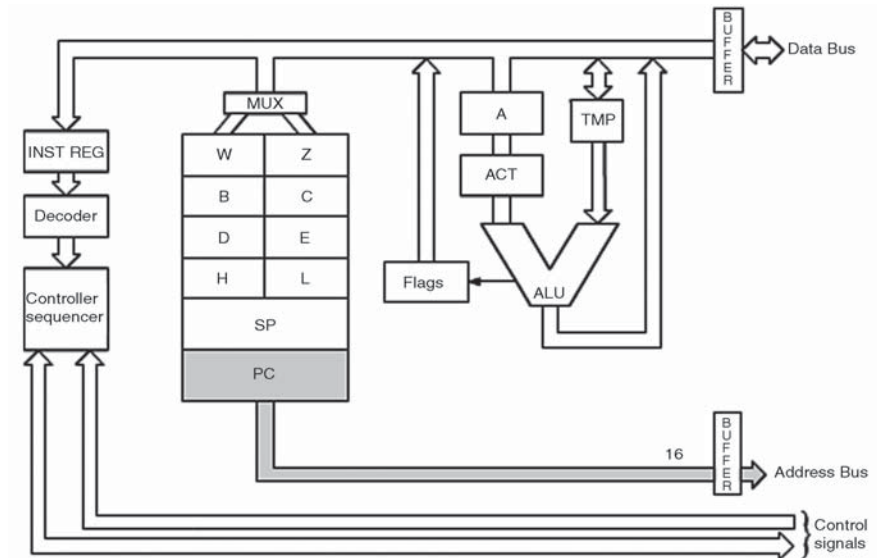 BUFFER
Data Bus
MUX
A
TMP
INST REG
W
Z
ACT
B
C
Decoder
D
E
H
L
Flags
ALU
Controller
sequencer
SP
PC
16
BUFFER
Address Bus
Control
signals